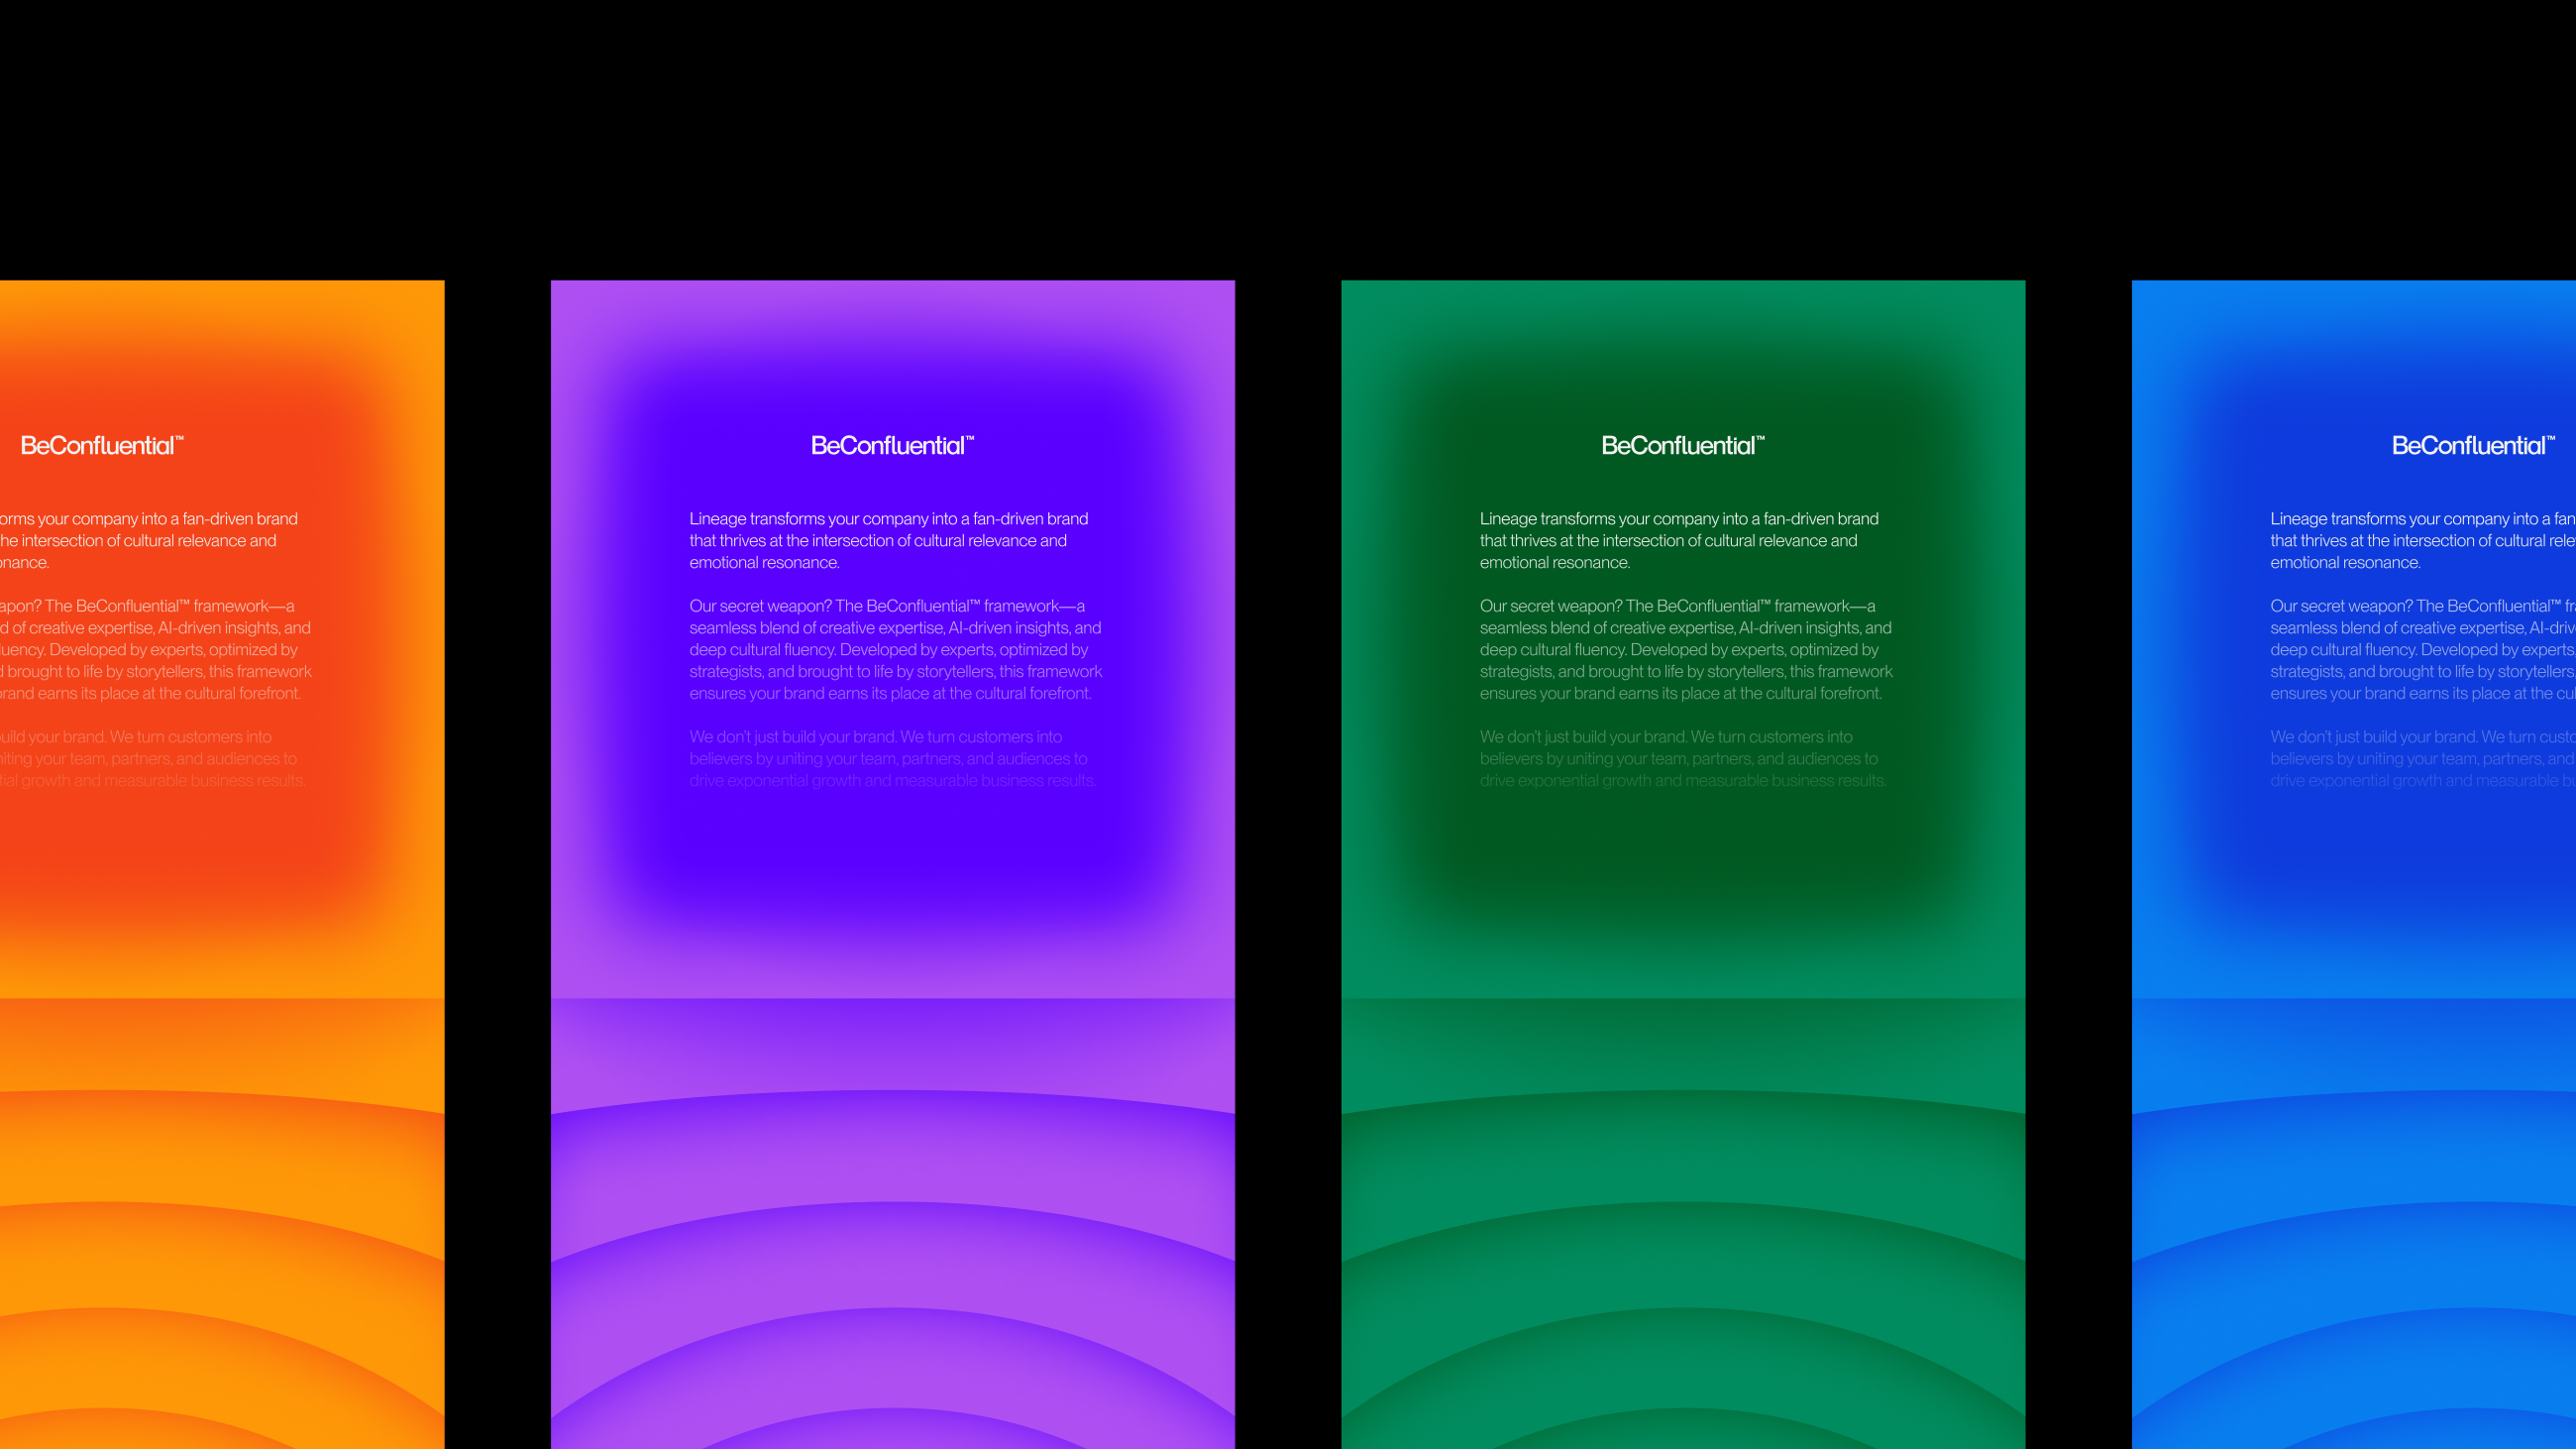 BeConfluential™
orms your company into a fan-driven brand
he intersection of cultural relevance and
onance.
apon? The BeConfluential™ framework—a
d of creative expertise, AI-driven insights, and
luency. Developed by experts, optimized by
d brought to life by storytellers, this framework
brand earns its place at the cultural forefront.
uild your brand. We turn customers into
niting your team, partners, and audiences to
tial growth and measurable business results.
BeConfluential™
Lineage transforms your company into a fan-driven brand
that thrives at the intersection of cultural relevance and
emotional resonance.
Our secret weapon? The BeConfluential™ framework—a
seamless blend of creative expertise, AI-driven insights, and
deep cultural fluency. Developed by experts, optimized by
strategists, and brought to life by storytellers, this framework
ensures your brand earns its place at the cultural forefront.
We don't just build your brand. We turn customers into
believers by uniting your team, partners, and audiences to
drive exponential growth and measurable business results.
BeConfluential™
Lineage transforms your company into a fan-driven brand
that thrives at the intersection of cultural relevance and
emotional resonance.
Our secret weapon? The BeConfluential™ framework—a
seamless blend of creative expertise, AI-driven insights, and
deep cultural fluency. Developed by experts, optimized by
strategists, and brought to life by storytellers, this framework
ensures your brand earns its place at the cultural forefront.
We don't just build your brand. We turn customers into
believers by uniting your team, partners, and audiences to
drive exponential growth and measurable business results.
BeConfluential™
Lineage transforms your company into a fan
that thrives at the intersection of cultural rele
emotional resonance.
Our secret weapon? The BeConfluential™ fr
seamless blend of creative expertise, AI-driv
deep cultural fluency. Developed by experts,
strategists, and brought to life by storytellers,
ensures your brand earns its place at the cul
We don't just build your brand. We turn custo
believers by uniting your team, partners, and
drive exponential growth and measurable bu